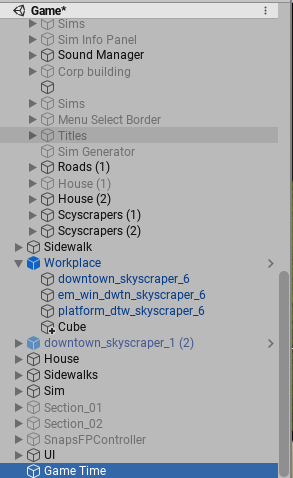 Game*
Sims
Sim Info Panel
Sound Manager
Corp building
Sims
Menu Select Border
Titles
Sim Generator
Roads (1)
House (1)
House (2)
Scyscrapers (1)
Scyscrapers (2)
Sidewalk
Workplace
downtown_skyscraper_6
em_win_dwtn_skyscraper_6
platform_dtw_skyscraper_6
Cube
downtown_skyscraper_1 (2)
House
Sidewalks
Sim
Section_01
Section_02
SnapsFPController
UI
Game Time